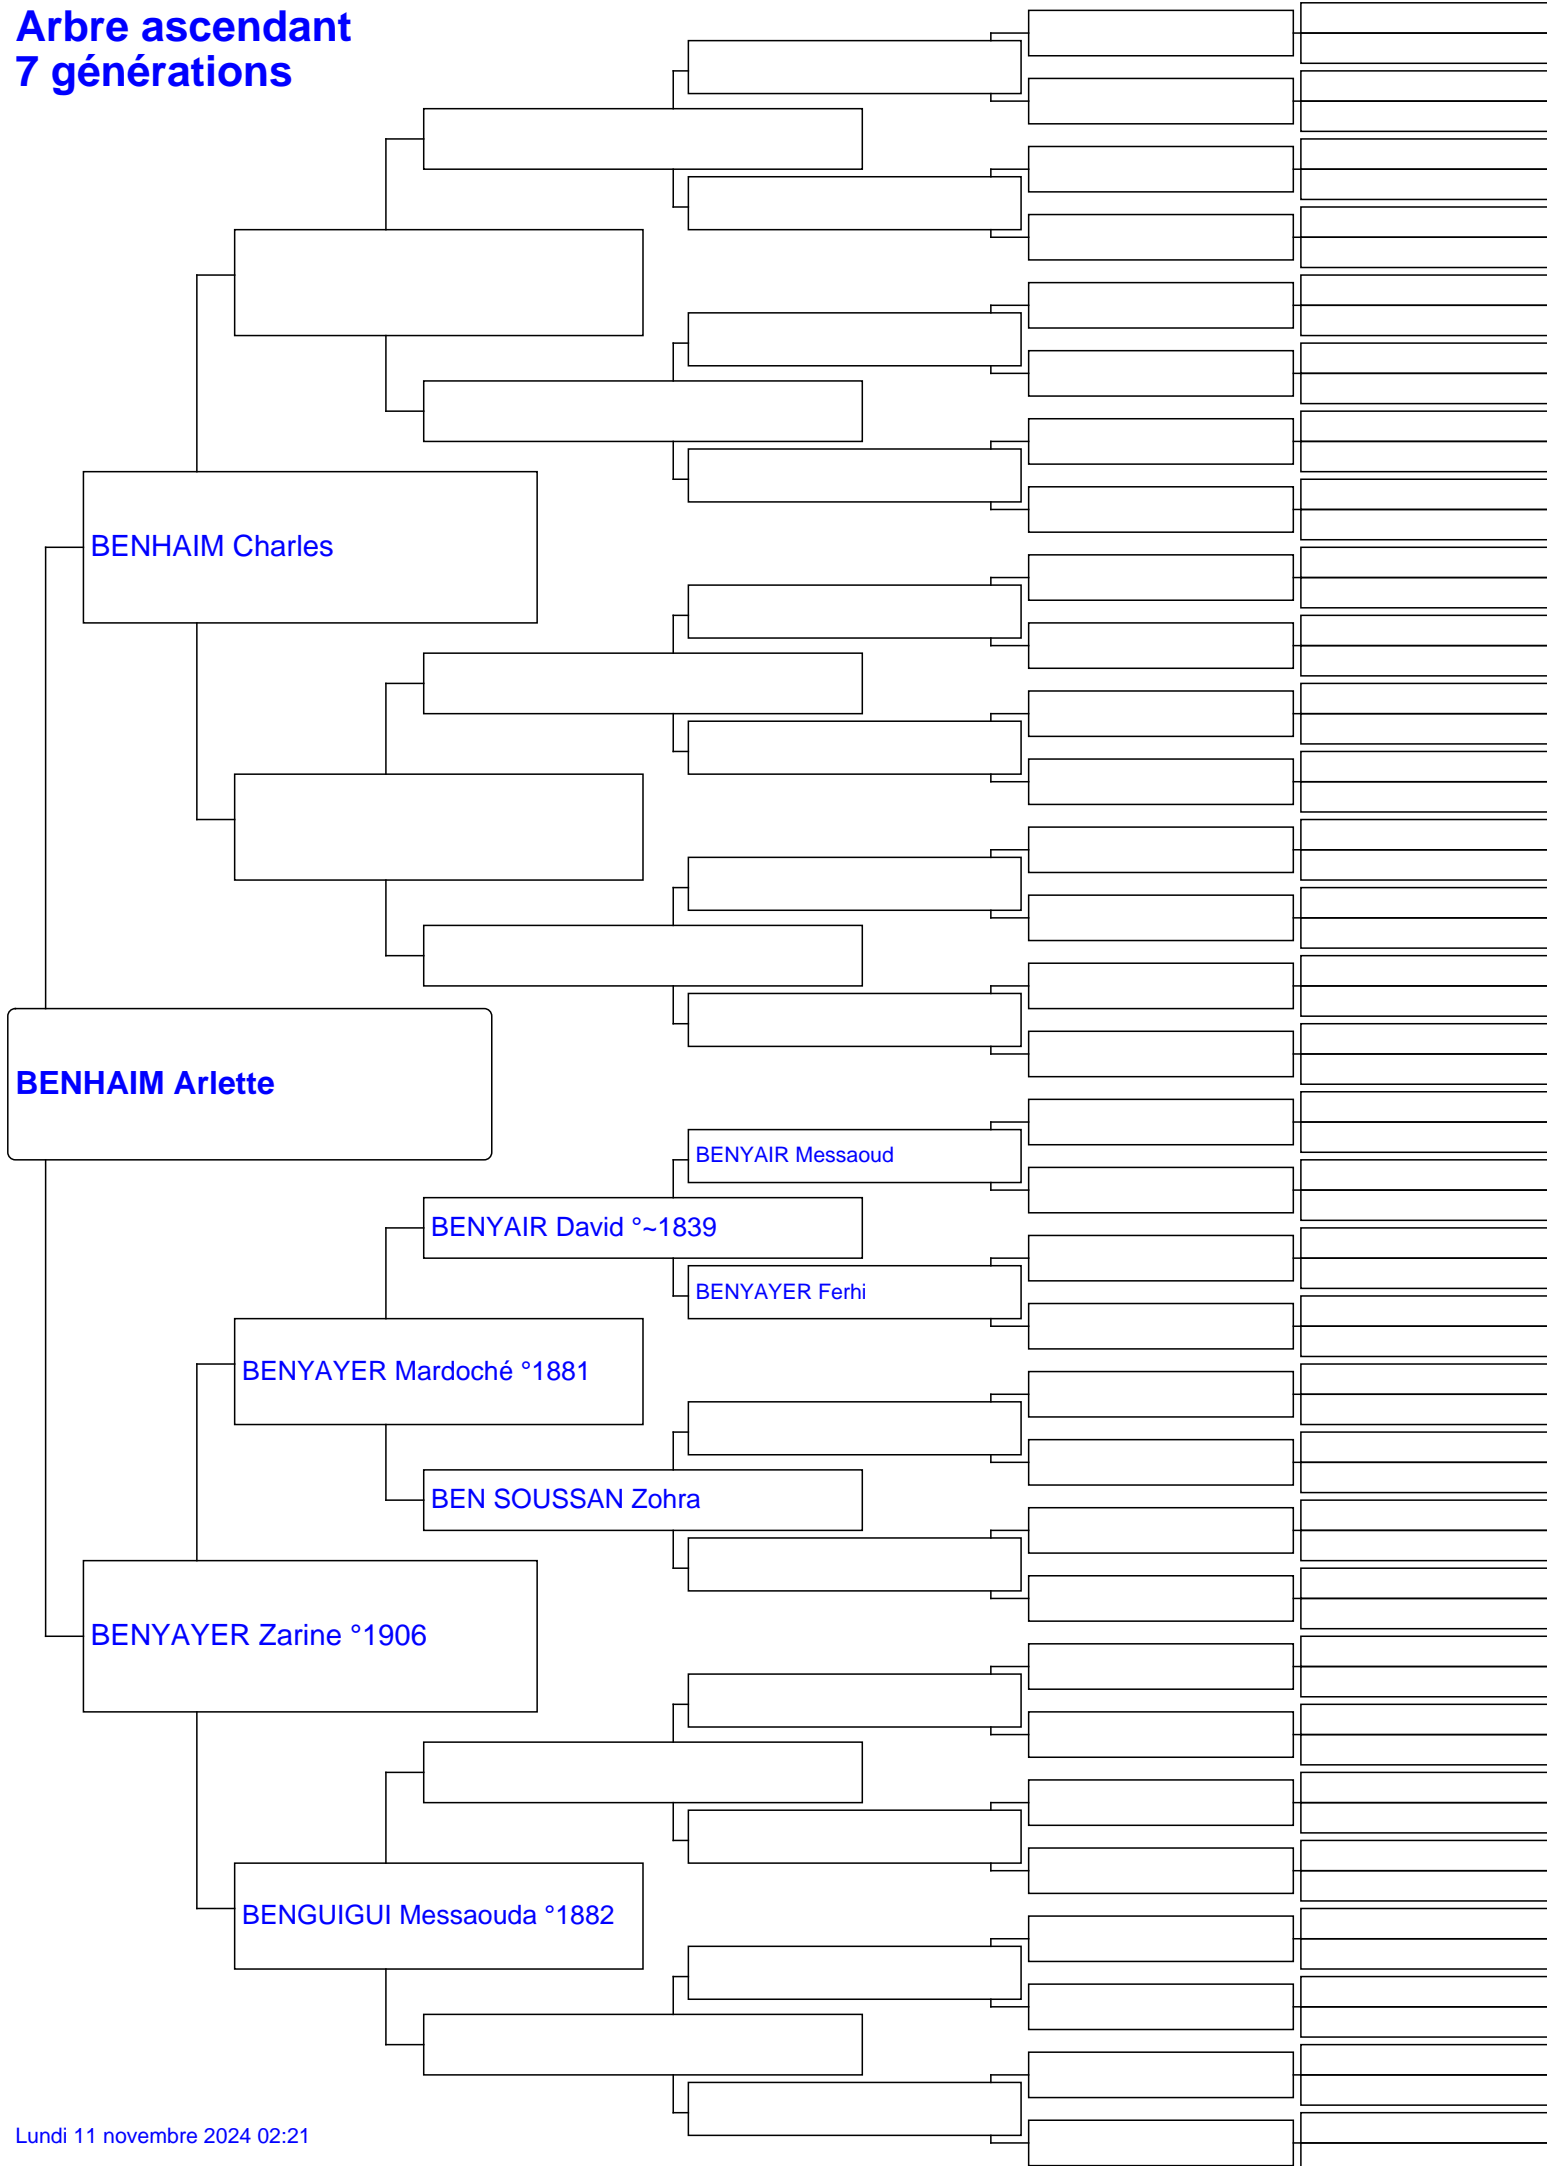 Arbre ascendant
7 générations
BENHAIM Charles
BENHAIM Arlette
BENYAIR Messaoud
BENYAIR David °~1839
BENYAYER Ferhi
BENYAYER Mardoché °1881
BEN SOUSSAN Zohra
BENYAYER Zarine °1906
BENGUIGUI Messaouda °1882
Lundi 11 novembre 2024 02:21